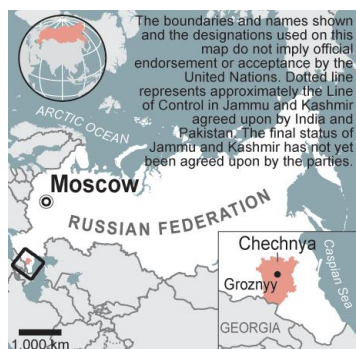 The boundaries and names shown
and the designations used on this
map do not imply official
endorsement or acceptance by the
United Nations. Dotted line
represents approximately the Line
of Control in Jammu and Kashmir
agreed upon by India and
Pakistan. The final status of
Jammu and Kashmir has not yet
been agreed upon by the parties.
ARCTIC OCEAN
Moscow
RUSSIAN FEDERATION
Chechnya
Groznyy
Caspian Sea
GEORGIA
1,000 km